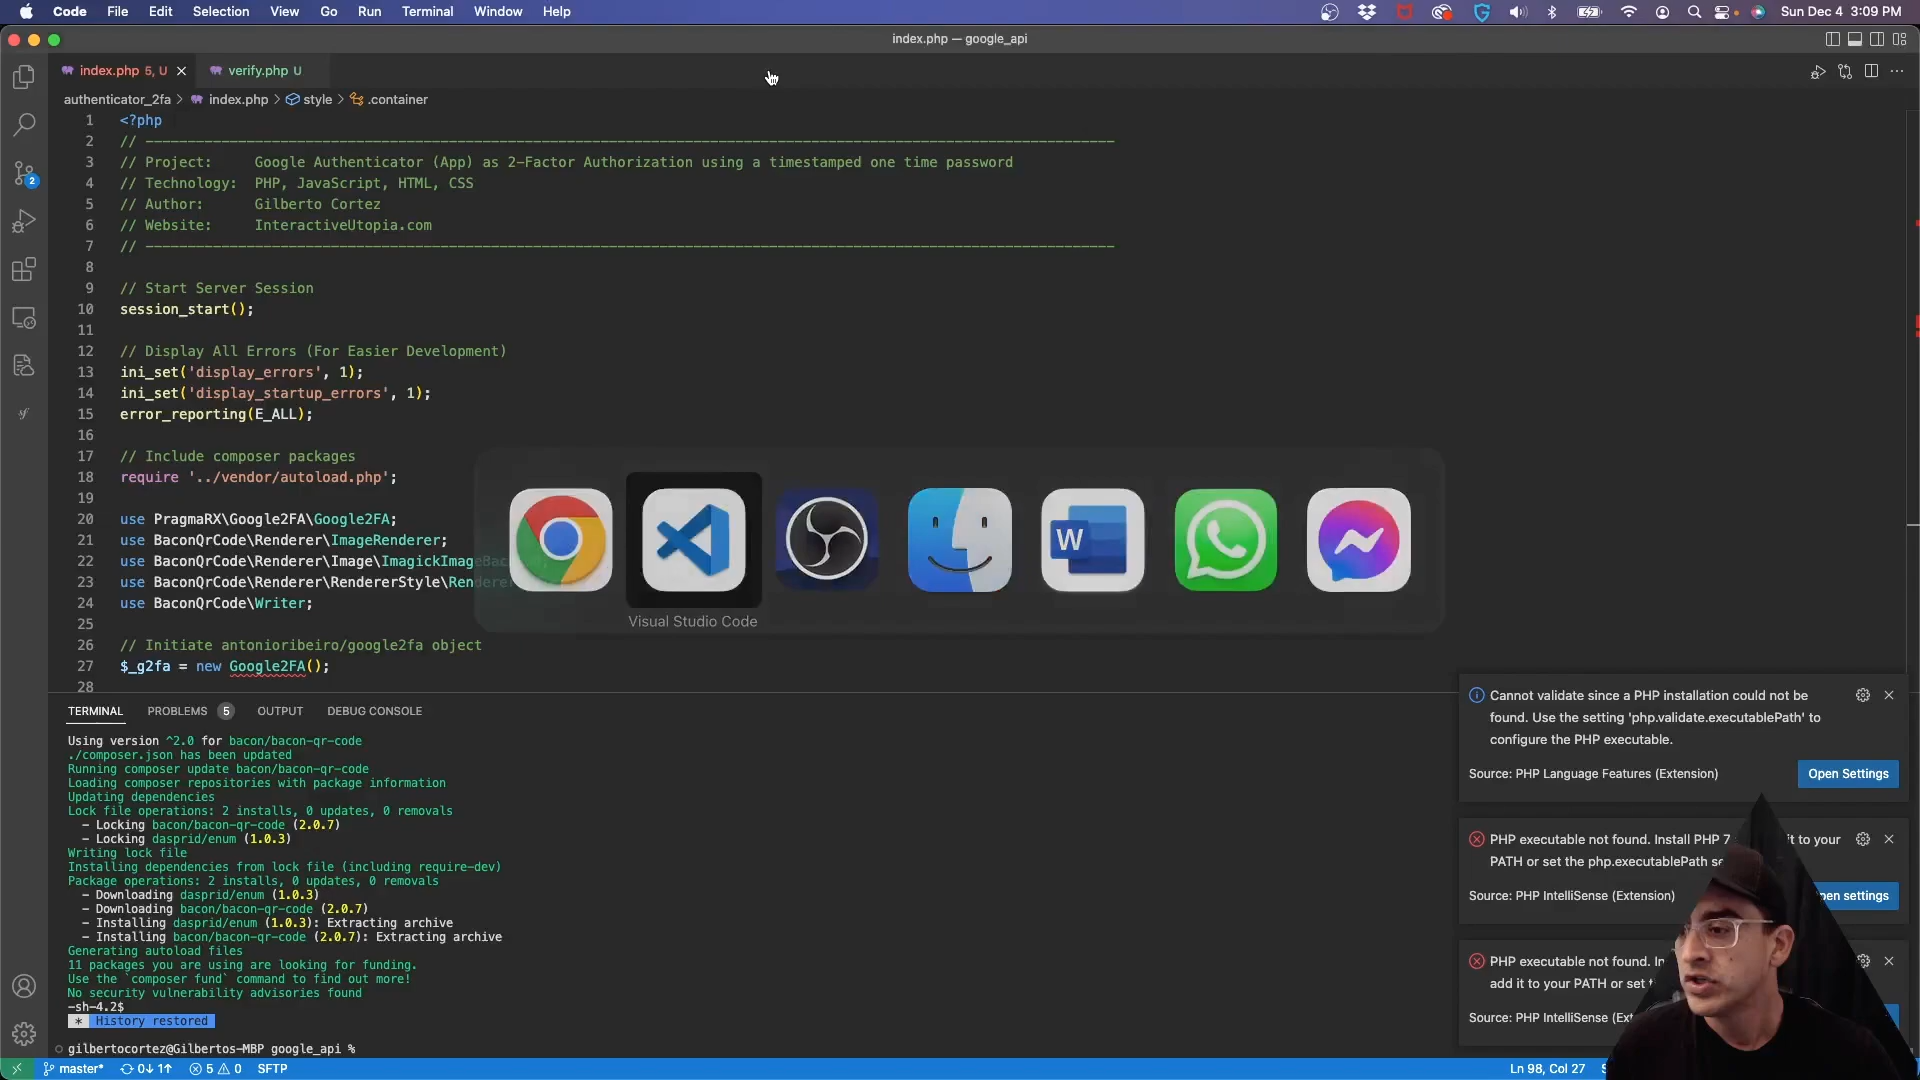 Code File Edit Selection View Go Run Terminal Window Help
Sun Dec 4 3:09 PM
index.php — google_api
index.php 5, U
verify.php U
authenticator_2fa > index.php > style > .container
1 <?php
2 // ------------------------------------------------------------------------------------------------------------------
3 // Project: Google Authenticator (App) as 2-Factor Authorization using a timestamped one time password
4 // Technology: PHP, JavaScript, HTML, CSS
5 // Author: Gilberto Cortez
6 // Website: InteractiveUtopia.com
7 // ------------------------------------------------------------------------------------------------------------------
8
9 // Start Server Session
10 session_start();
11
12 // Display All Errors (For Easier Development)
13 ini_set('display_errors', 1);
14 ini_set('display_startup_errors', 1);
15 error_reporting(E_ALL);
16
17 // Include composer packages
18 require '../vendor/autoload.php';
19
20 use PragmaRX\Google2FA\Google2FA;
21 use BaconQrCode\Renderer\ImageRenderer;
22 use BaconQrCode\Renderer\Image\ImagickImageBac
23 use BaconQrCode\Renderer\RendererStyle\Renderer
24 use BaconQrCode\Writer;
25
26 // Initiate antonioribeiro/google2fa object
27 $_g2fa = new Google2FA();
28
W
Visual Studio Code
TERMINAL PROBLEMS 5 OUTPUT DEBUG CONSOLE
Using version ^2.0 for bacon/bacon-qr-code
./composer.json has been updated
Running composer update bacon/bacon-qr-code
Loading composer repositories with package information
Updating dependencies
Lock file operations: 2 installs, 0 updates, 0 removals
- Locking bacon/bacon-qr-code (2.0.7)
- Locking dasprid/enum (1.0.3)
Writing lock file
Installing dependencies from lock file (including require-dev)
Package operations: 2 installs, 0 updates, 0 removals
- Downloading dasprid/enum (1.0.3)
- Downloading bacon/bacon-qr-code (2.0.7)
- Installing dasprid/enum (1.0.3): Extracting archive
- Installing bacon/bacon-qr-code (2.0.7): Extracting archive
Generating autoload files
11 packages you are using are looking for funding.
Use the `composer fund` command to find out more!
No security vulnerability advisories found
-sh-4.2$
* History restored
gilbertocortez@Gilbertos-MBP google_api %
Cannot validate since a PHP installation could not be
found. Use the setting 'php.validate.executablePath' to
configure the PHP executable.
Source: PHP Language Features (Extension)
Open Settings
PHP executable not found. Install PHP 7 it to your
PATH or set the php.executablePath se
Source: PHP IntelliSense (Extension)
pen settings
PHP executable not found. In
add it to your PATH or set t
Source: PHP IntelliSense (Ext
2
master* 0↓ 1↑ 5 0 SFTP
Ln 98, Col 27